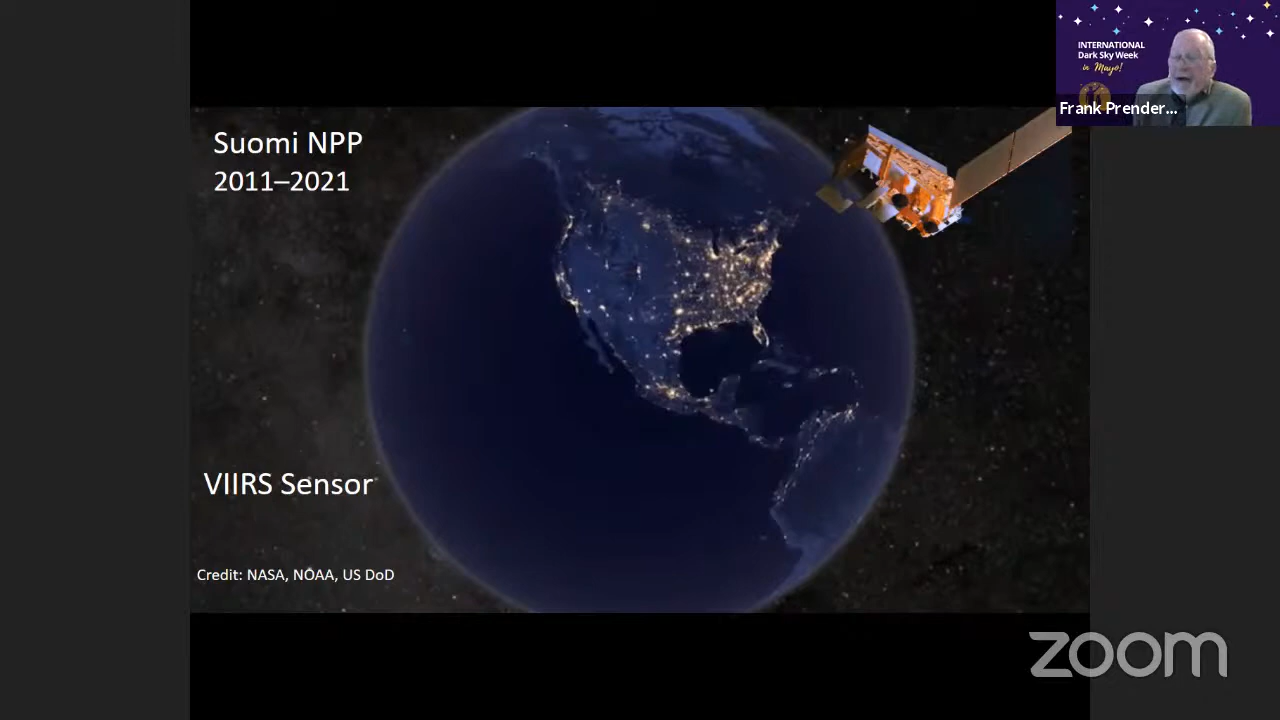 Suomi NPP
2011–2021
VIIRS Sensor
Credit: NASA, NOAA, US DoD
INTERNATIONAL
Dark Sky Week
in Mayo!
Frank Prender...
zoom